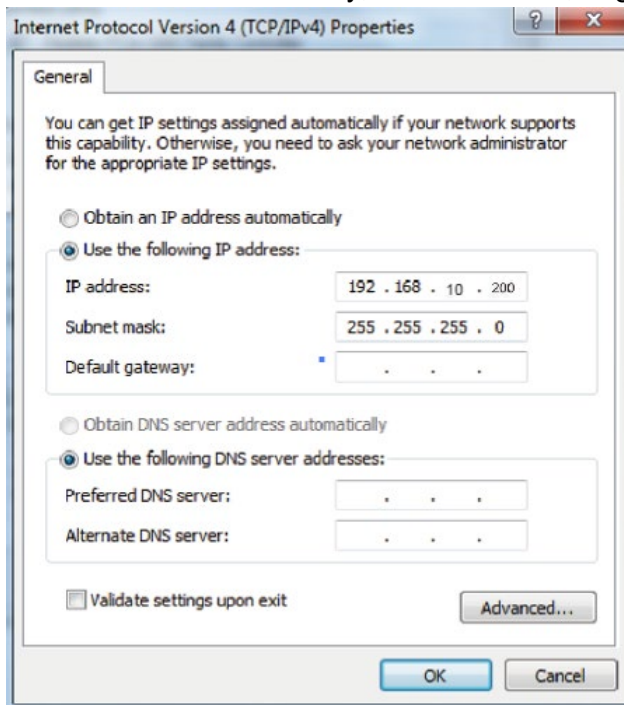 Internet Protocol Version 4 (TCP/IPv4) Properties
General
You can get IP settings assigned automatically if your network supports
this capability. Otherwise, you need to ask your network administrator
for the appropriate IP settings.
Obtain an IP address automatically
Use the following IP address:
IP address: 192 . 168 . 10 . 200
Subnet mask: 255 . 255 . 255 . 0
Default gateway: . . .
Obtain DNS server address automatically
Use the following DNS server addresses:
Preferred DNS server: . . .
Alternate DNS server: . . .
Validate settings upon exit
Advanced...
OK Cancel